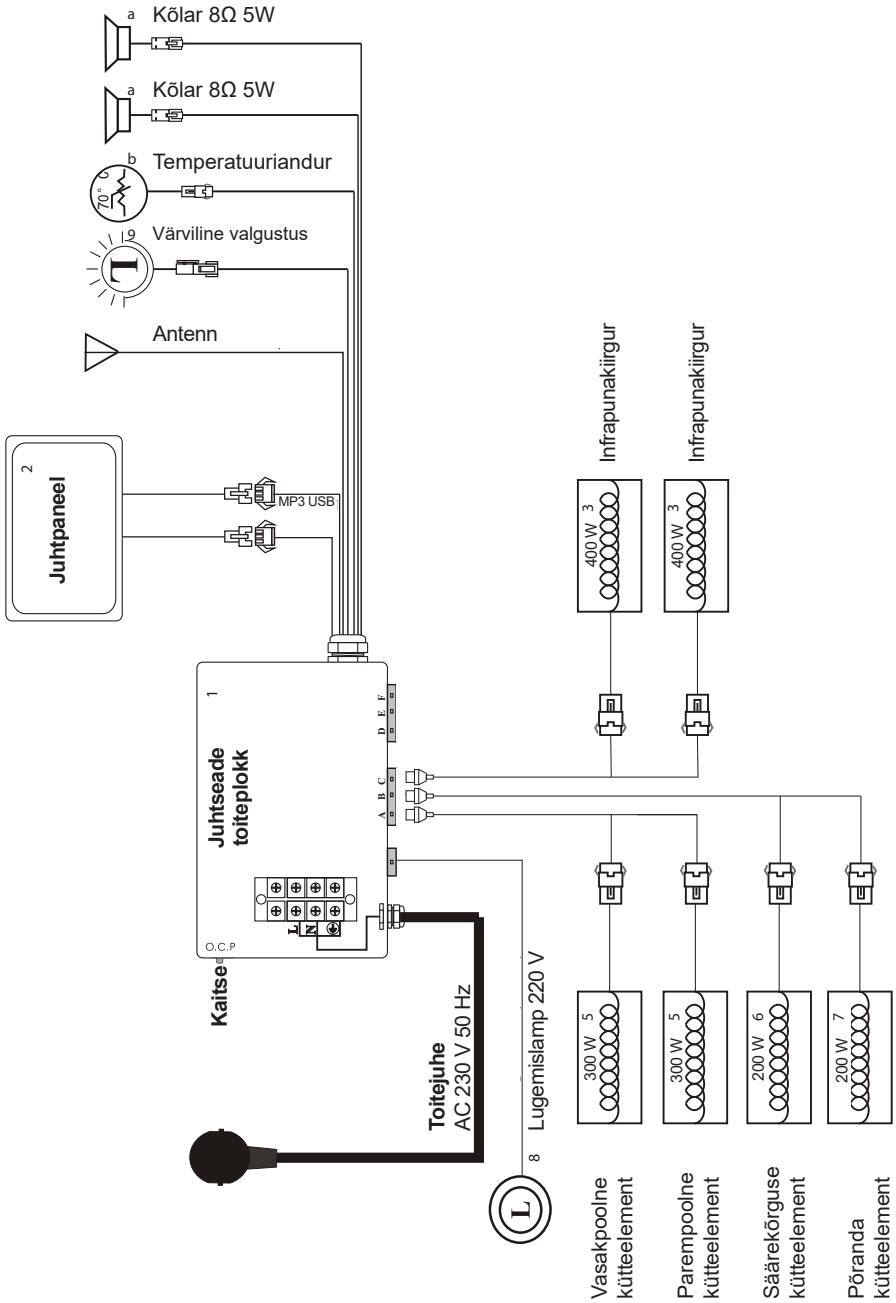 a Kõlar 8Ω 5W
a Kõlar 8Ω 5W
b Temperatuuriandur
70° C
9 Värviline valgustus
L
Antenn
2
Juhtpaneel
MP3 USB
1
Juhtseade
toiteplokk
O.C.P
L
N
Kaitse
A B C
D E F
Toitejuhe
AC 230 V 50 Hz
8 Lugemislamp 220 V
L
400 W 3
Infrapunakiirgur
400 W 3
Infrapunakiirgur
300 W 5
Vasakpoolne
kütteelement
300 W 5
Parempoolne
kütteelement
200 W 6
Säärekõrguse
kütteelement
200 W 7
Põranda
kütteelement